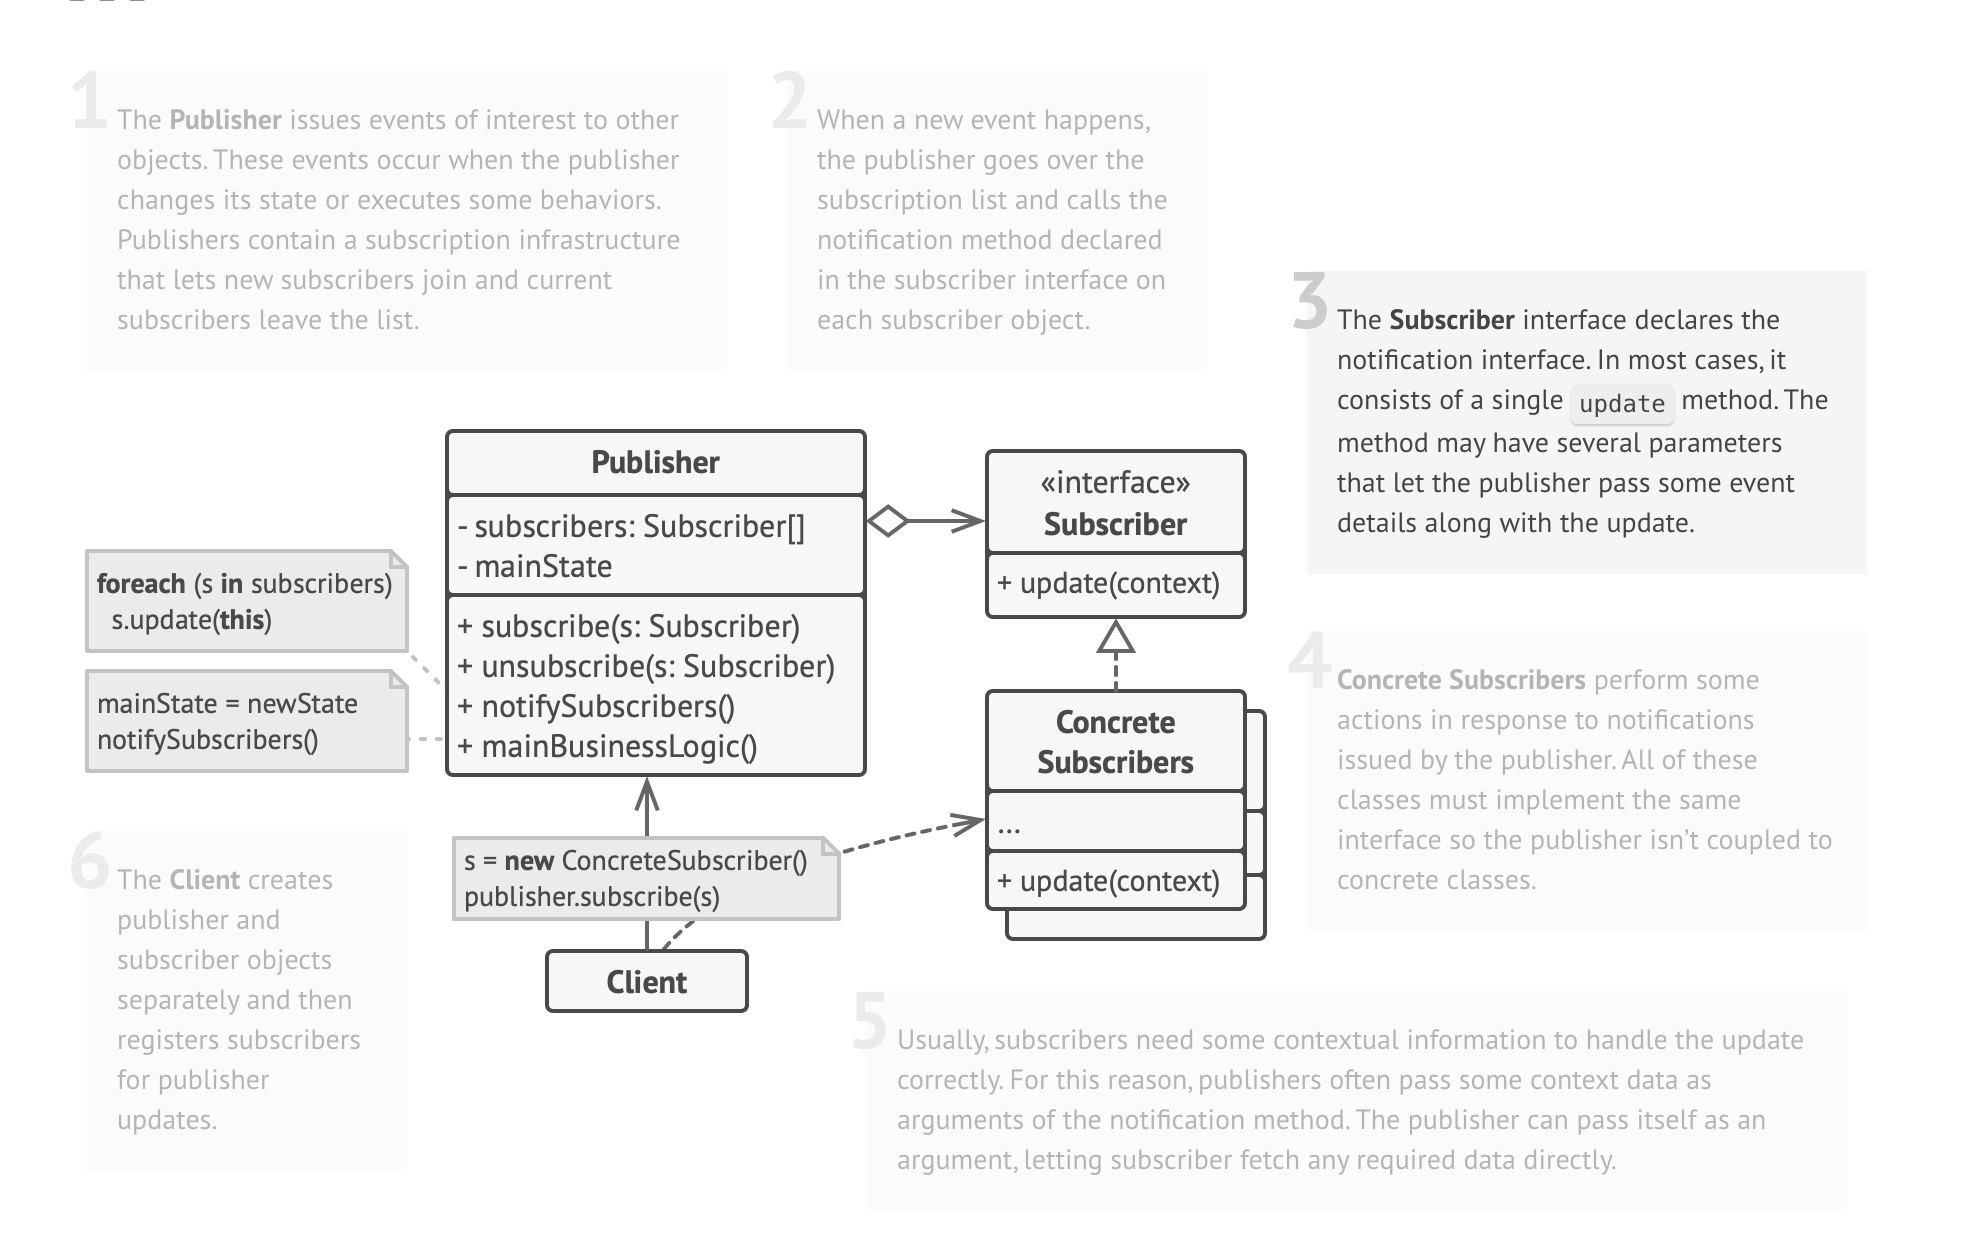 1
The Publisher issues events of interest to other
objects. These events occur when the publisher
changes its state or executes some behaviors.
Publishers contain a subscription infrastructure
that lets new subscribers join and current
subscribers leave the list.
2
When a new event happens,
the publisher goes over the
subscription list and calls the
notification method declared
in the subscriber interface on
each subscriber object.
3
The Subscriber interface declares the
notification interface. In most cases, it
consists of a single update method. The
method may have several parameters
that let the publisher pass some event
details along with the update.
Publisher
- subscribers: Subscriber[]
- mainState
+ subscribe(s: Subscriber)
+ unsubscribe(s: Subscriber)
+ notifySubscribers()
+ mainBusinessLogic()
«interface»
Subscriber
+ update(context)
foreach (s in subscribers)
s.update(this)
mainState = newState
notifySubscribers()
Concrete
Subscribers
...
+ update(context)
4
Concrete Subscribers perform some
actions in response to notifications
issued by the publisher. All of these
classes must implement the same
interface so the publisher isn’t coupled to
concrete classes.
s = new ConcreteSubscriber()
publisher.subscribe(s)
Client
6
The Client creates
publisher and
subscriber objects
separately and then
registers subscribers
for publisher
updates.
5
Usually, subscribers need some contextual information to handle the update
correctly. For this reason, publishers often pass some context data as
arguments of the notification method. The publisher can pass itself as an
argument, letting subscriber fetch any required data directly.